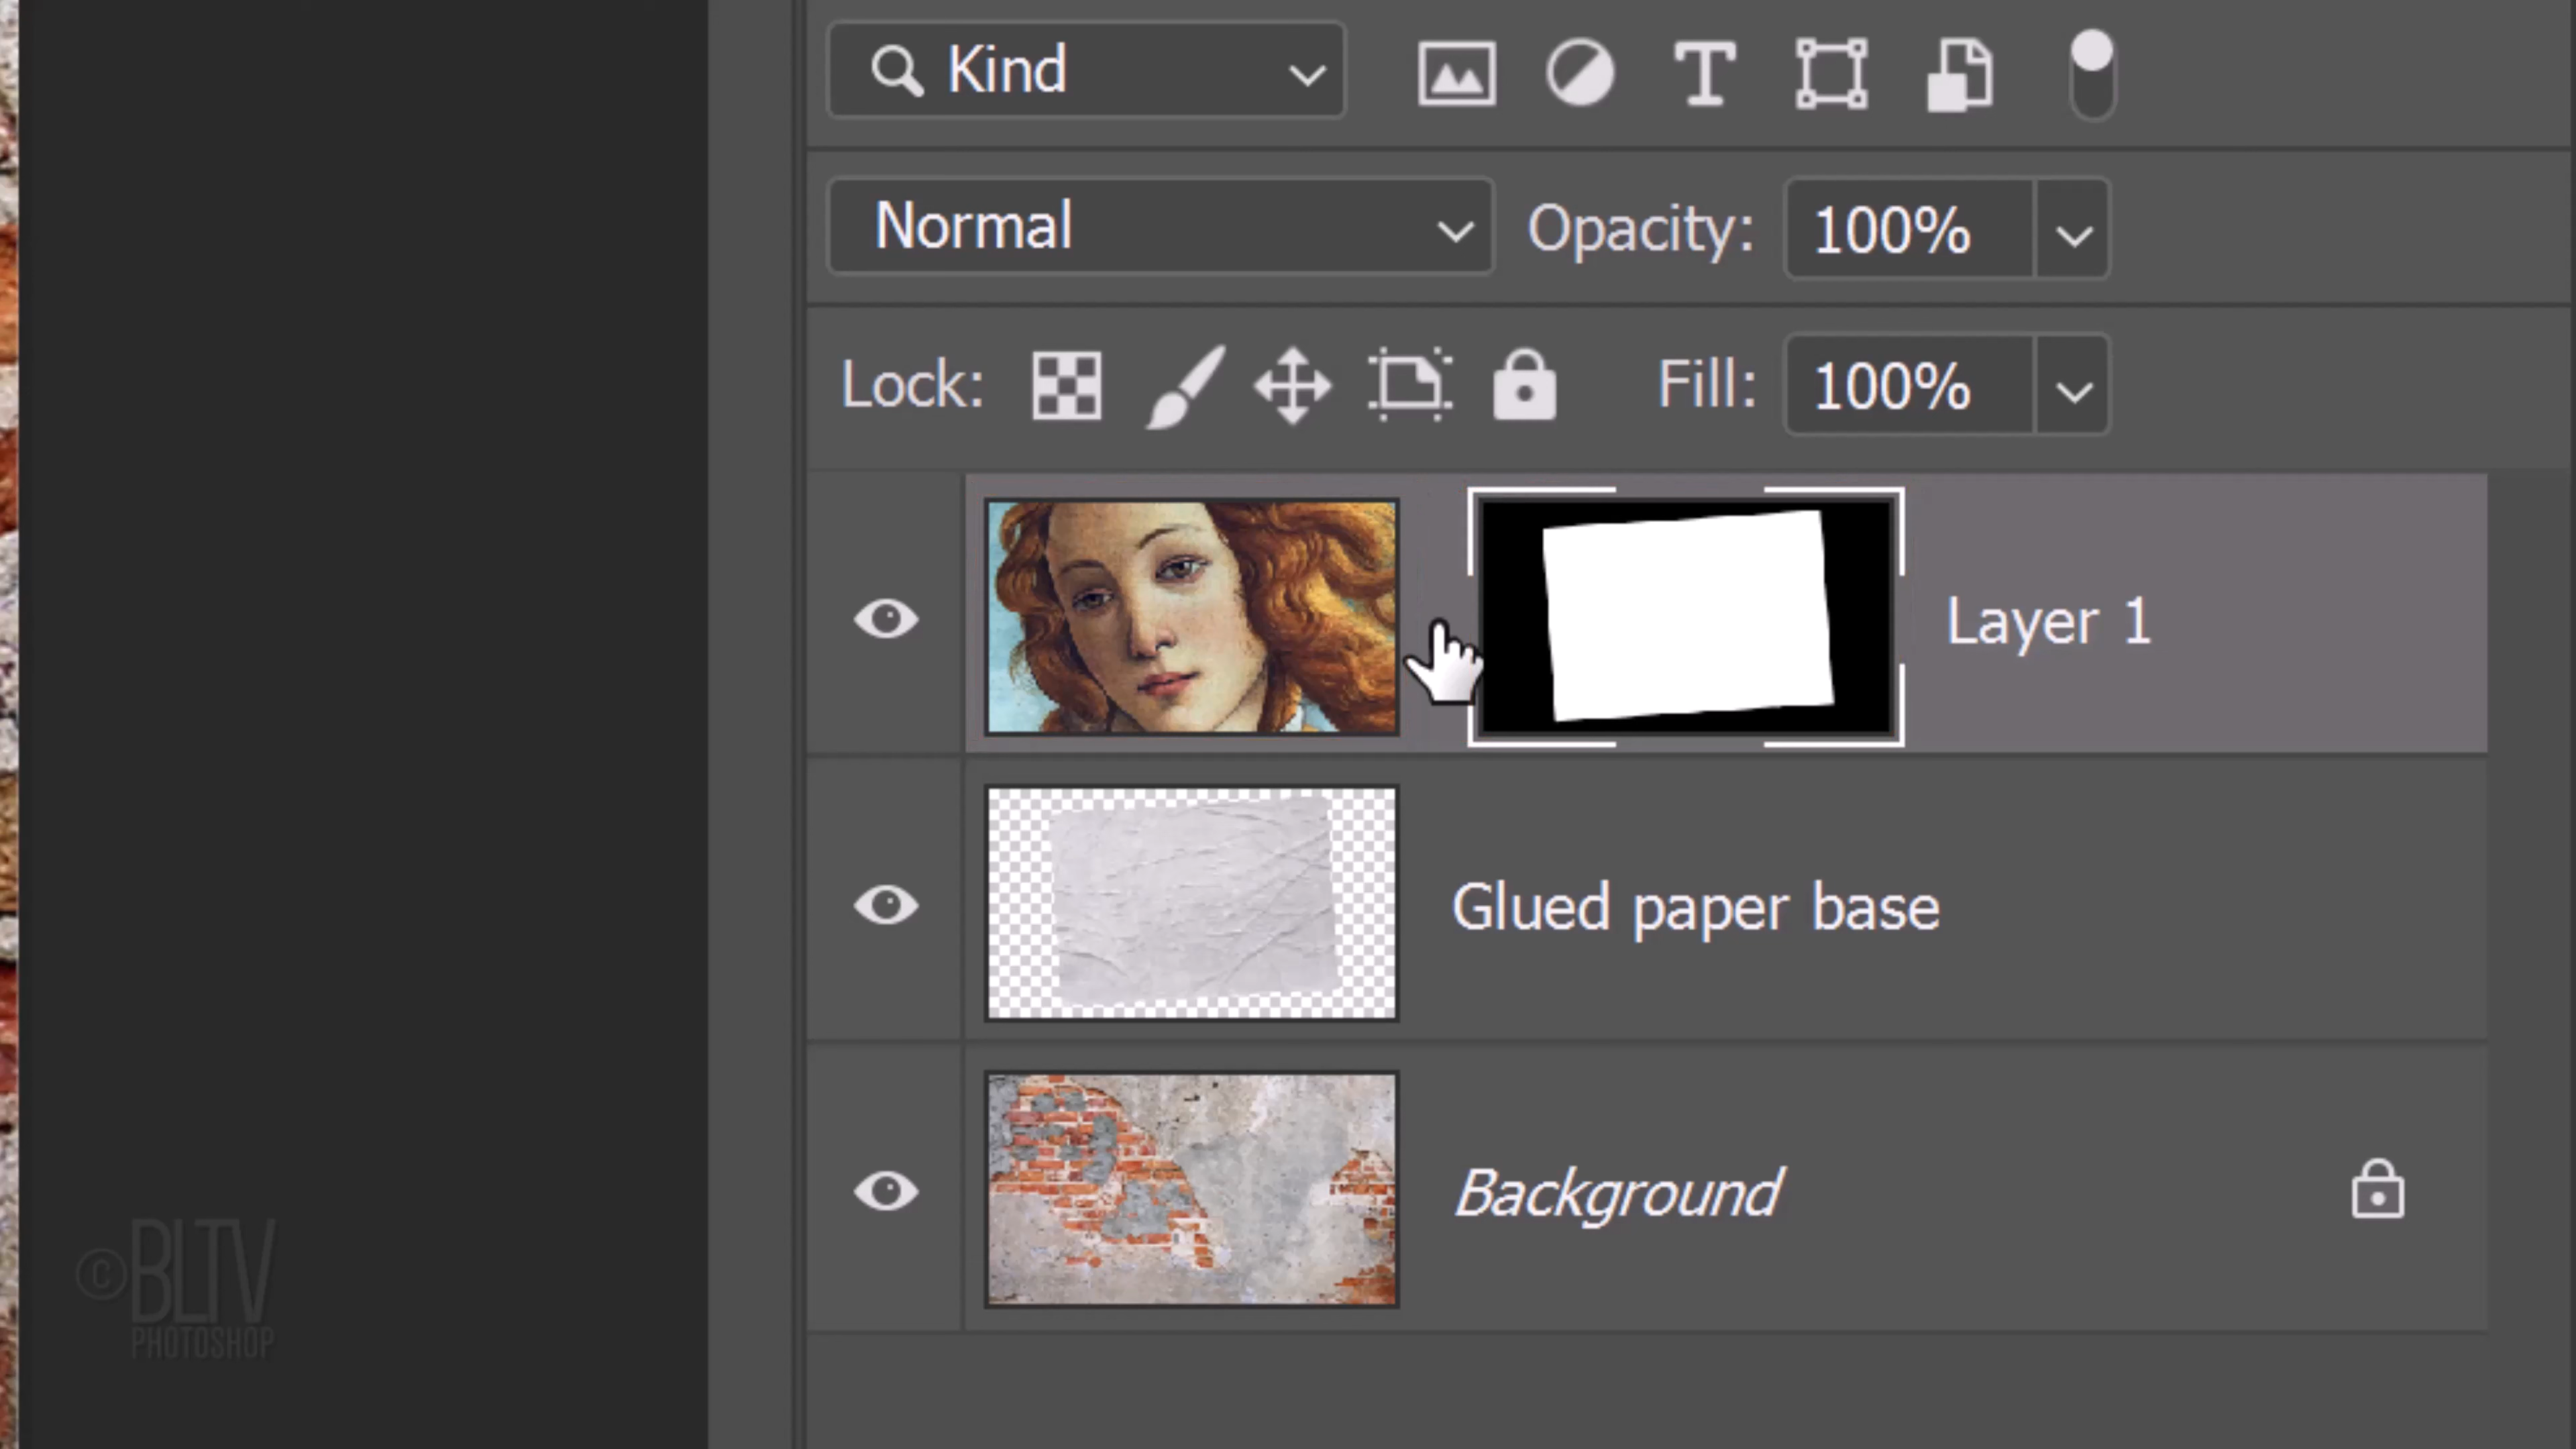 Kind
Normal
Opacity: 100%
Lock:
Fill: 100%
Layer 1
Glued paper base
Background
©BLTV
PHOTOSHOP